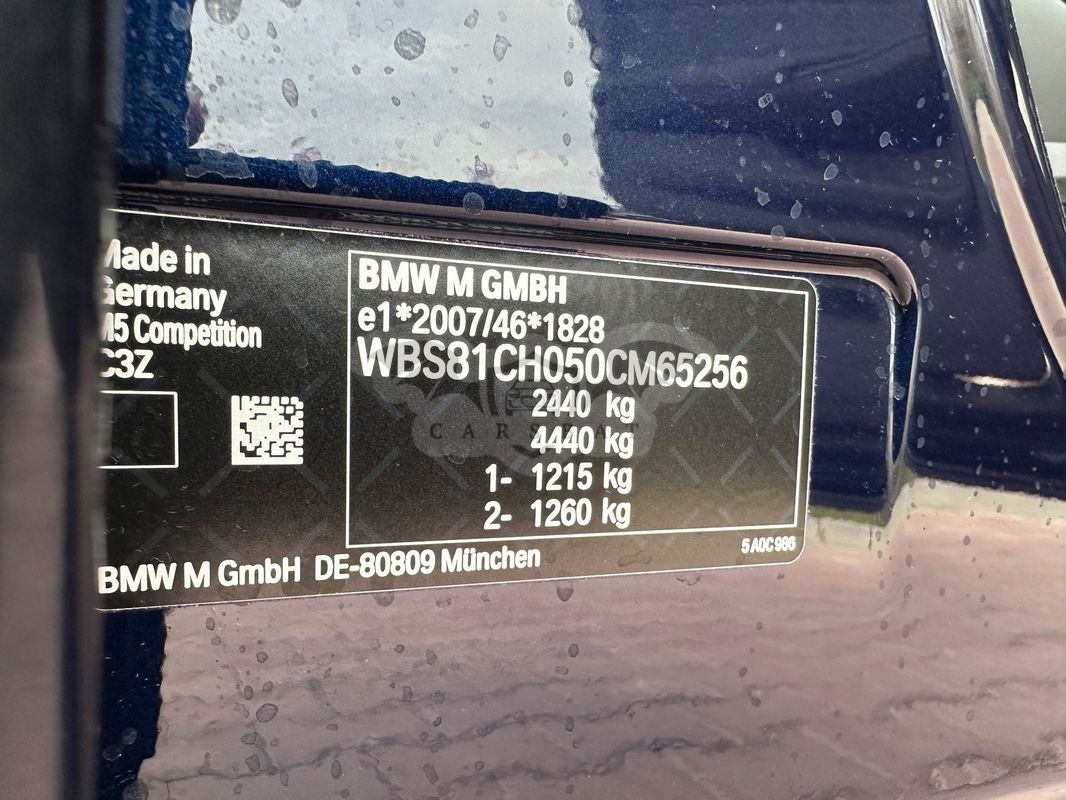 Made in
Germany
M5 Competition
C3Z
BMW M GMBH
e1*2007/46*1828
WBS81CH050CM65256
2440 kg
4440 kg
1- 1215 kg
2- 1260 kg
CARSBAT
5 A0C 986
BMW M GmbH DE-80809 München